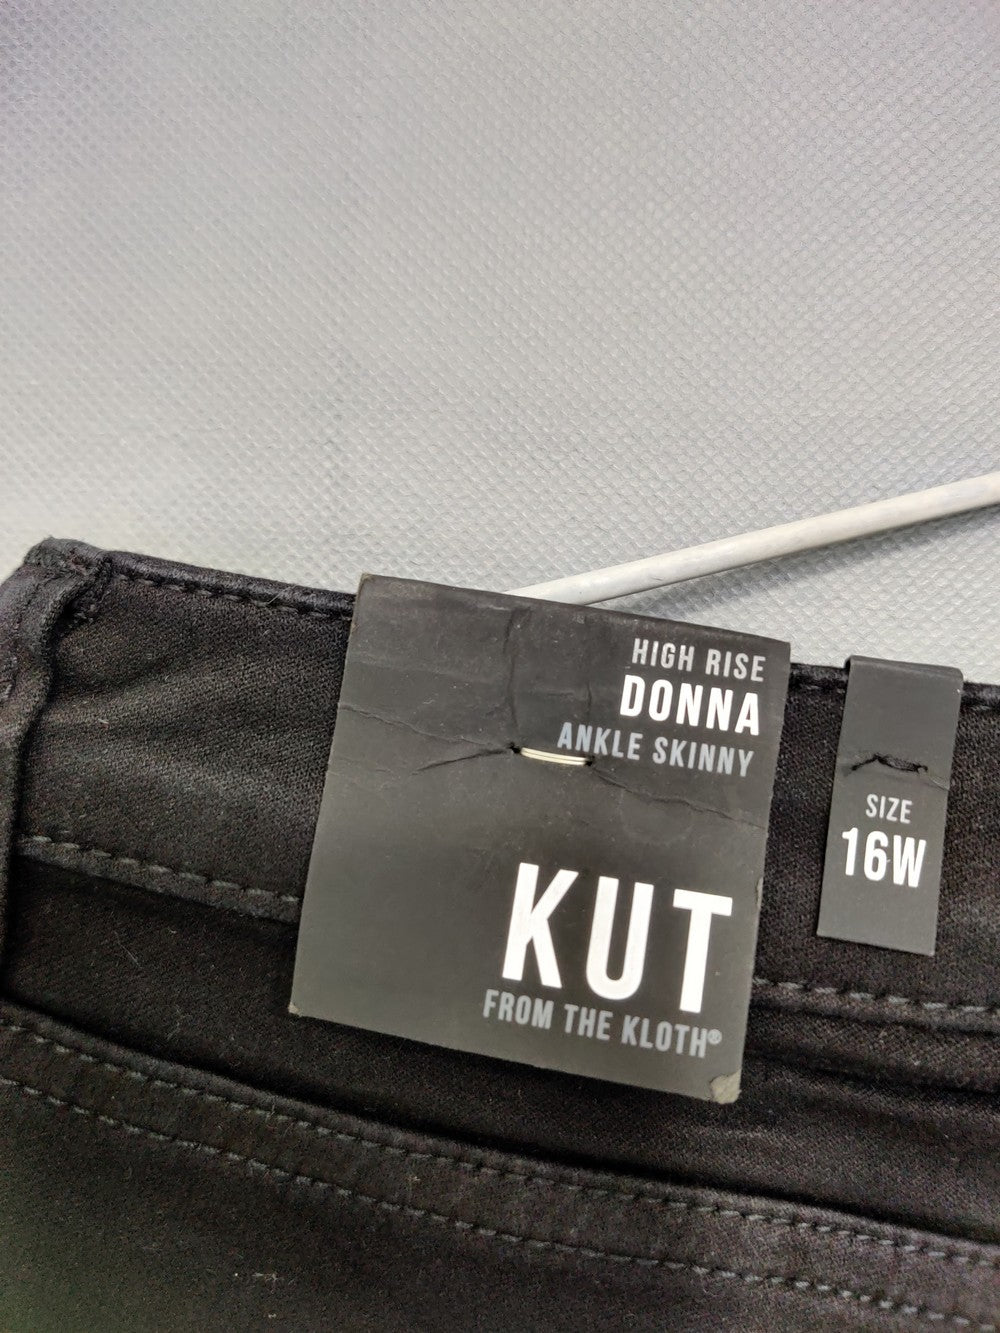 HIGH RISE
DONNA
ANKLE SKINNY
KUT
FROM THE KLOTH®
SIZE
16W